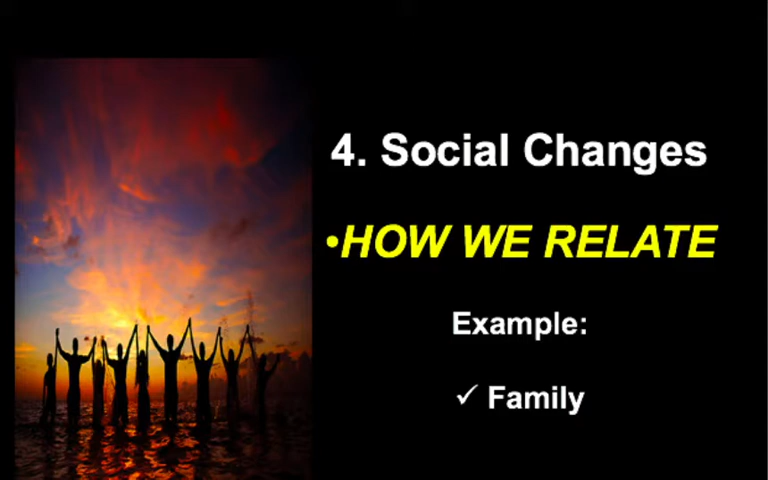 4. Social Changes
•HOW WE RELATE
Example:
✓ Family